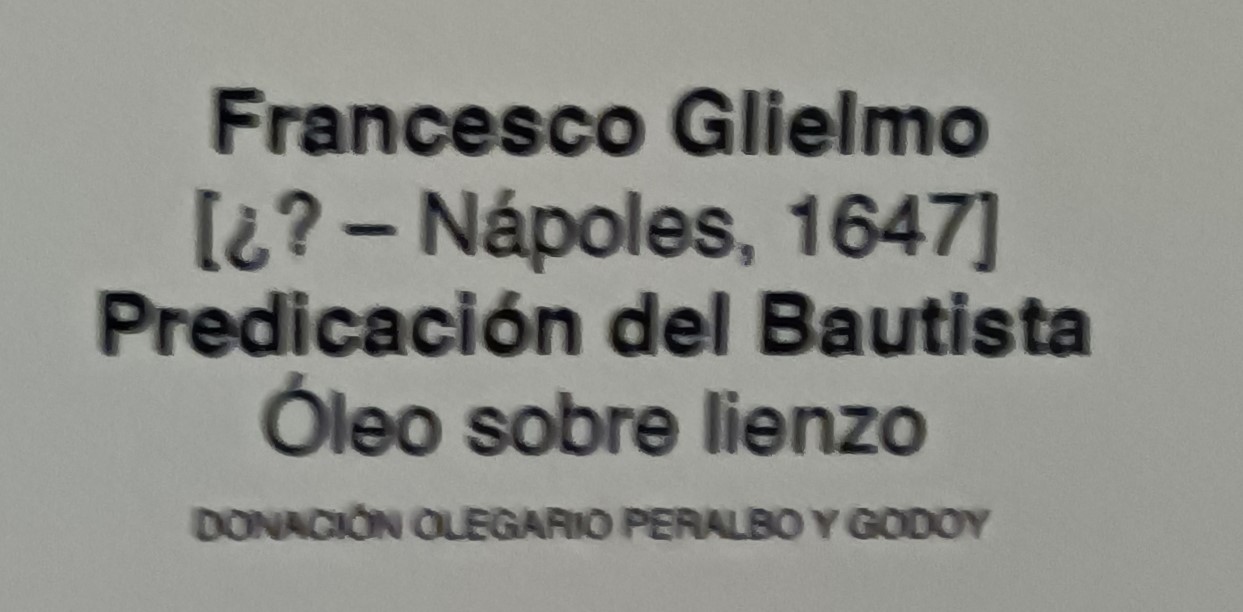 Francesco Glielmo
[¿? – Nápoles, 1647]
Predicación del Bautista
Óleo sobre lienzo
DONACIÓN OLEGARIO PERALBO Y GODOY